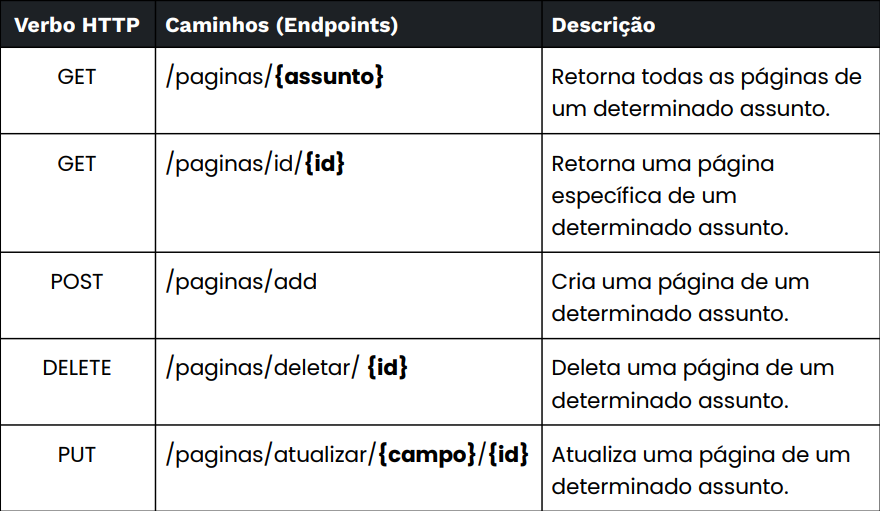 Verbo HTTP Caminhos (Endpoints) Descrição
GET /paginas/{assunto} Retorna todas as páginas de
um determinado assunto.
GET /paginas/id/{id} Retorna uma página
específica de um
determinado assunto.
POST /paginas/add Cria uma página de um
determinado assunto.
DELETE /paginas/deletar/ {id} Deleta uma página de um
determinado assunto.
PUT /paginas/atualizar/{campo}/{id} Atualiza uma página de um
determinado assunto.